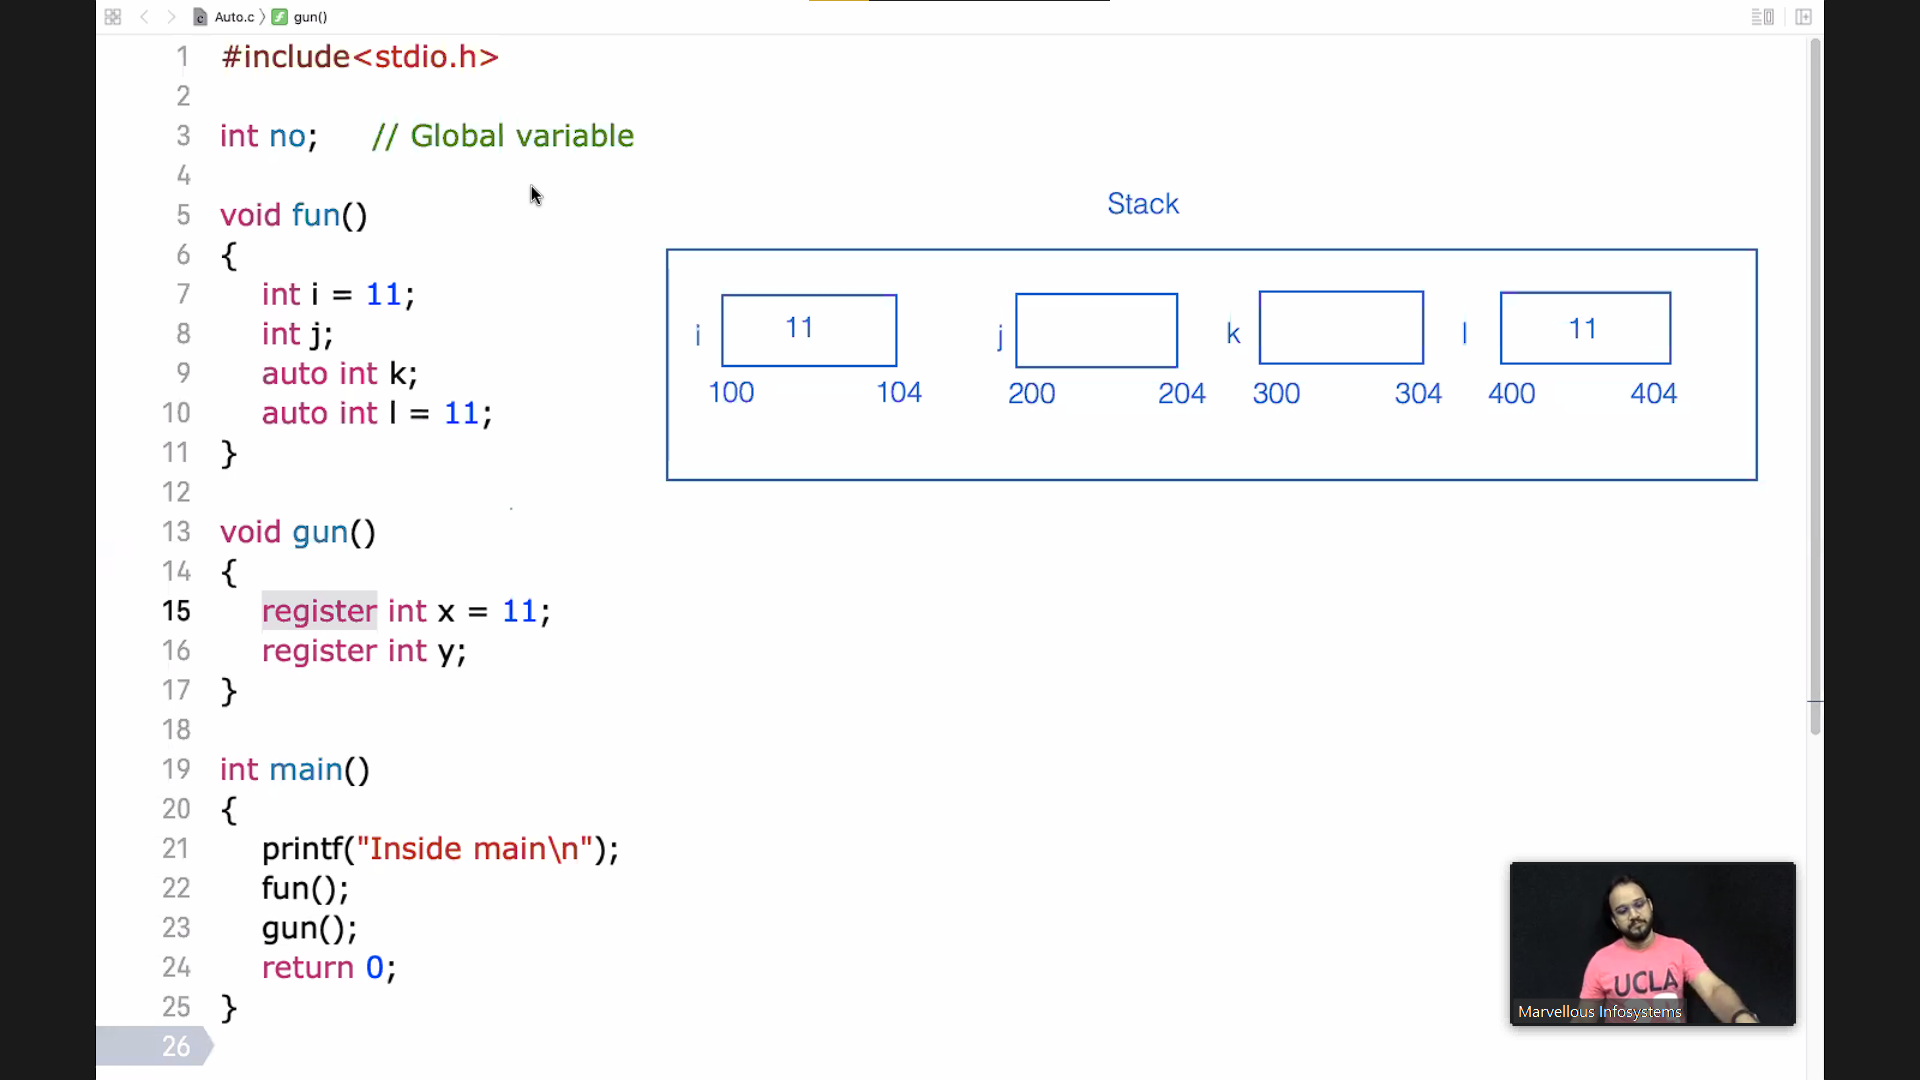 Auto.c 〉 gun()
1 #include<stdio.h>
2
3 int no; // Global variable
4
5 void fun()
6 {
7 int i = 11;
8 int j;
9 auto int k;
10 auto int l = 11;
11 }
12
13 void gun()
14 {
15 register int x = 11;
16 register int y;
17 }
18
19 int main()
20 {
21 printf("Inside main\n");
22 fun();
23 gun();
24 return 0;
25 }
26
Stack
i 11 j k l 11
100 104 200 204 300 304 400 404
UCLA
Marvellous Infosystems